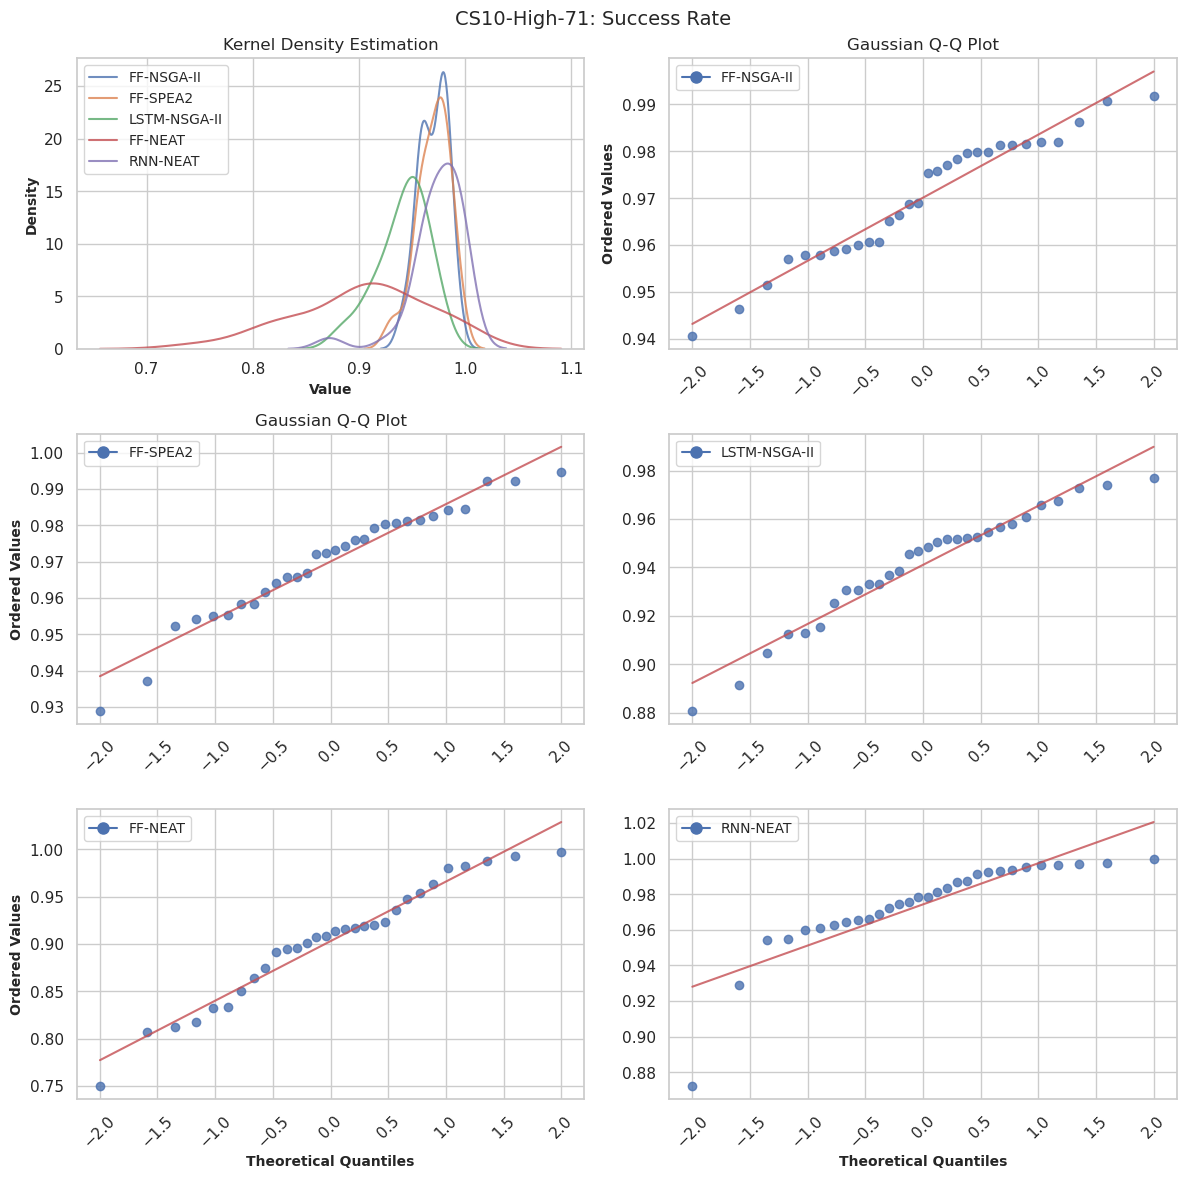 CS10-High-71: Success Rate
Kernel Density Estimation
FF-NSGA-II
FF-SPEA2
LSTM-NSGA-II
FF-NEAT
RNN-NEAT
Density
25
20
15
10
5
0
0.7 0.8 0.9 1.0 1.1
Value
Gaussian Q-Q Plot
FF-NSGA-II
Ordered Values
0.99
0.98
0.97
0.96
0.95
0.94
−2.0 −1.5 −1.0 −0.5 0.0 0.5 1.0 1.5 2.0
Gaussian Q-Q Plot
FF-SPEA2
Ordered Values
1.00
0.99
0.98
0.97
0.96
0.95
0.94
0.93
−2.0 −1.5 −1.0 −0.5 0.0 0.5 1.0 1.5 2.0
LSTM-NSGA-II
0.98
0.96
0.94
0.92
0.90
0.88
−2.0 −1.5 −1.0 −0.5 0.0 0.5 1.0 1.5 2.0
FF-NEAT
Ordered Values
1.00
0.95
0.90
0.85
0.80
0.75
−2.0 −1.5 −1.0 −0.5 0.0 0.5 1.0 1.5 2.0
Theoretical Quantiles
RNN-NEAT
1.02
1.00
0.98
0.96
0.94
0.92
0.90
0.88
−2.0 −1.5 −1.0 −0.5 0.0 0.5 1.0 1.5 2.0
Theoretical Quantiles